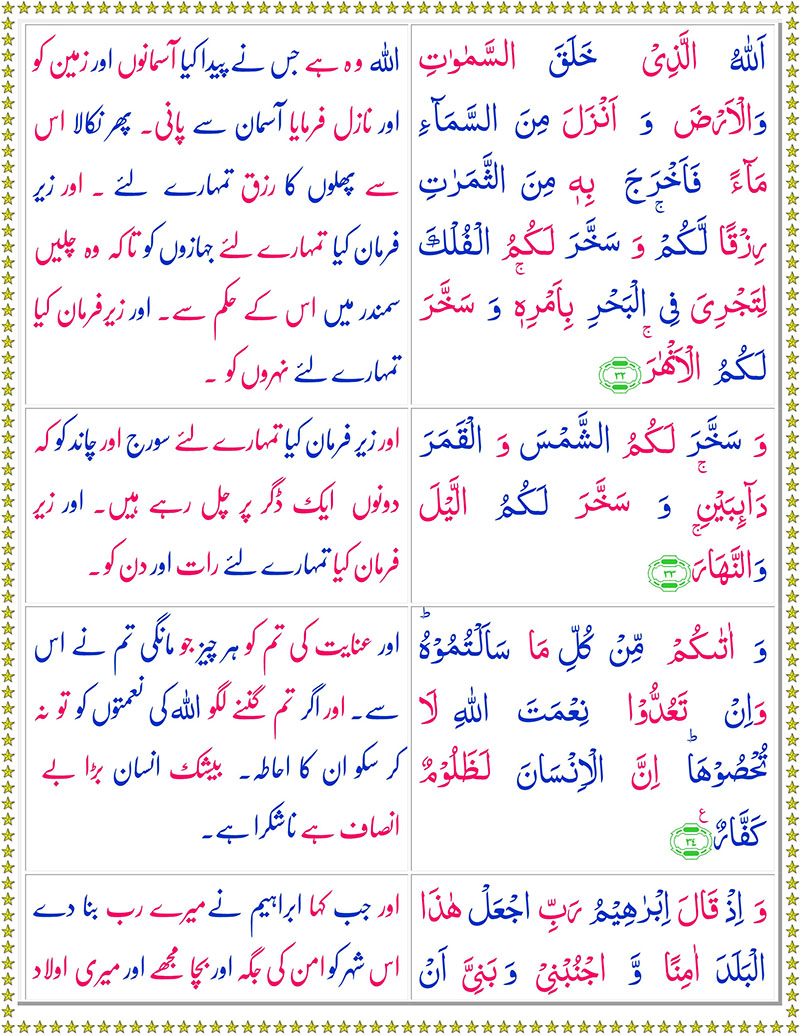 اَللّٰهُ الَّذِىْ خَلَقَ السَّمٰوٰتِ
وَالْاَرْضَ وَ اَنْزَلَ مِنَ السَّمَآءِ
مَآءً فَاَخْرَجَ بِهٖ مِنَ الثَّمَرٰتِ
رِزْقًا لَّكُمْ‌ۚ وَ سَخَّرَ لَكُمُ الْفُلْكَ
لِتَجْرِىَ فِى الْبَحْرِ بِاَمْرِهٖ‌ۚ وَ سَخَّرَ
لَكُمُ الْاَنْهٰرَ‌ۚ ﴿۳۲﴾
الله وہ ہے جس نے پیدا کیا آسمانوں اور زمین کو
اور نازل فرمایا آسمان سے پانی۔ پھر نکالا اس
سے پھلوں کا رزق تمہارے لئے ۔ اور زیر
فرمان کیا تمہارے لئے جہازوں کو تاکہ وہ چلیں
سمندر میں اس کے حکم سے۔ اور زیرفرمان کیا
تمہارے لئے نہروں کو ۔
وَ سَخَّرَ لَكُمُ الشَّمْسَ وَ الْقَمَرَ
دَآٮِٕبَيْنِ‌ۚ وَ سَخَّرَ لَكُمُ الَّيْلَ
وَالنَّهَارَ‌ۚ ﴿۳۳﴾
اور زیر فرمان کیا تمہارے لئے سورج اور چاند کو کہ
دونوں ایک ڈگر پر چل رہے ہیں۔ اور زیر
فرمان کیا تمہارے لئے رات اور دن کو۔
وَ اٰتٰٮكُمْ مِّنْ كُلِّ مَا سَاَلْتُمُوْهُ‌ؕ
وَاِنْ تَعُدُّوْا نِعْمَتَ اللّٰهِ لَا
تُحْصُوْهَا‌ؕ اِنَّ الْاِنْسَانَ لَظَلُوْمٌ
كَفَّارٌ ع ﴿۳٤﴾
اور عنایت کی تم کو ہر چیز جو مانگی تم نے اس
سے۔ اور اگر تم گننے لگو الله کی نعمتوں کو تو نہ
کر سکو ان کا احاطہ۔ بیشک انسان بڑا بے
انصاف ہے ناشکرا ہے۔
وَ اِذْ قَالَ اِبْرٰهِيْمُ رَبِّ اجْعَلْ هٰذَا
الْبَلَدَ اٰمِنًا وَّ اجْنُبْنِىْ وَ بَنِىَّ اَنْ
اور جب کہا ابراہیم نے میرے رب بنا دے
اس شہر کو امن کی جگہ اور بچا مجھے اور میری اولاد